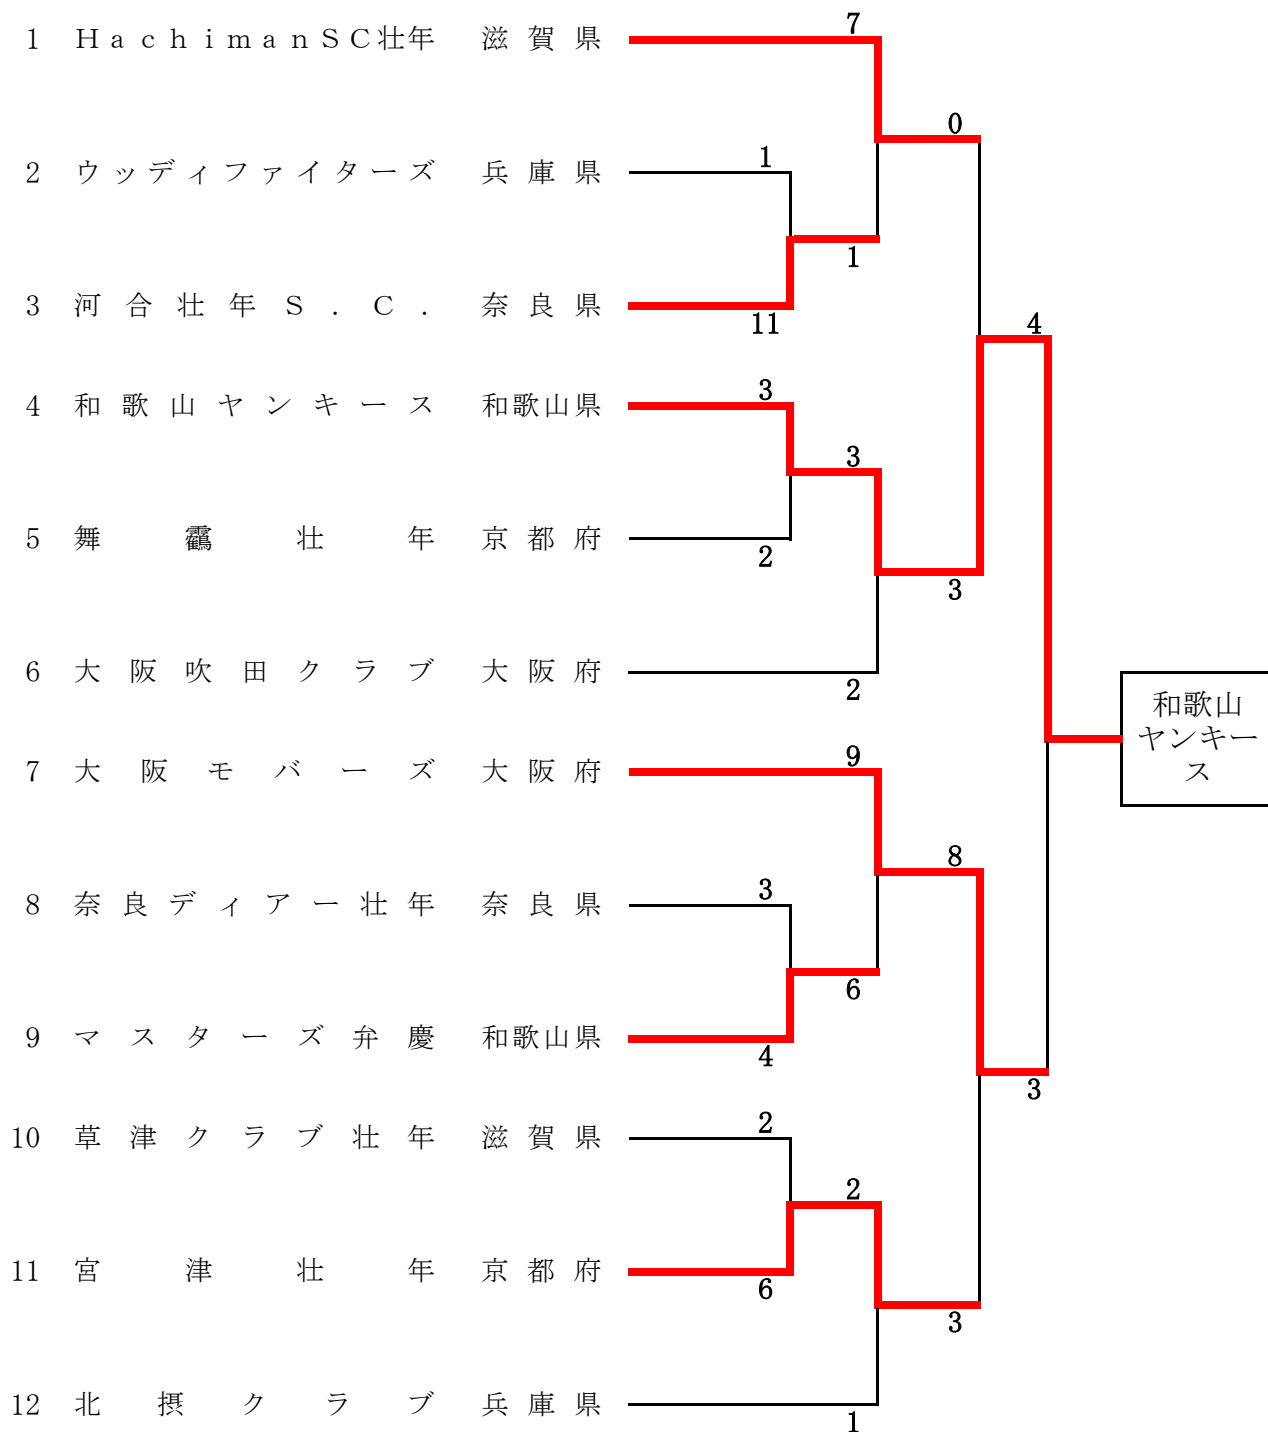 1 HachimanSC壮年 滋賀県
7
0
2 ウッディファイターズ 兵庫県
1
1
3 河合壮年S.C. 奈良県
11
4
4 和歌山ヤンキース 和歌山県
3
3
5 舞靍壮年 京都府
2
3
6 大阪吹田クラブ 大阪府
2
和歌山
ヤンキー
ス
7 大阪モバーズ 大阪府
9
8
8 奈良ディアー壮年 奈良県
3
6
9 マスターズ弁慶 和歌山県
4
3
10 草津クラブ壮年 滋賀県
2
2
11 宮津壮年 京都府
6
3
12 北摂クラブ 兵庫県
1